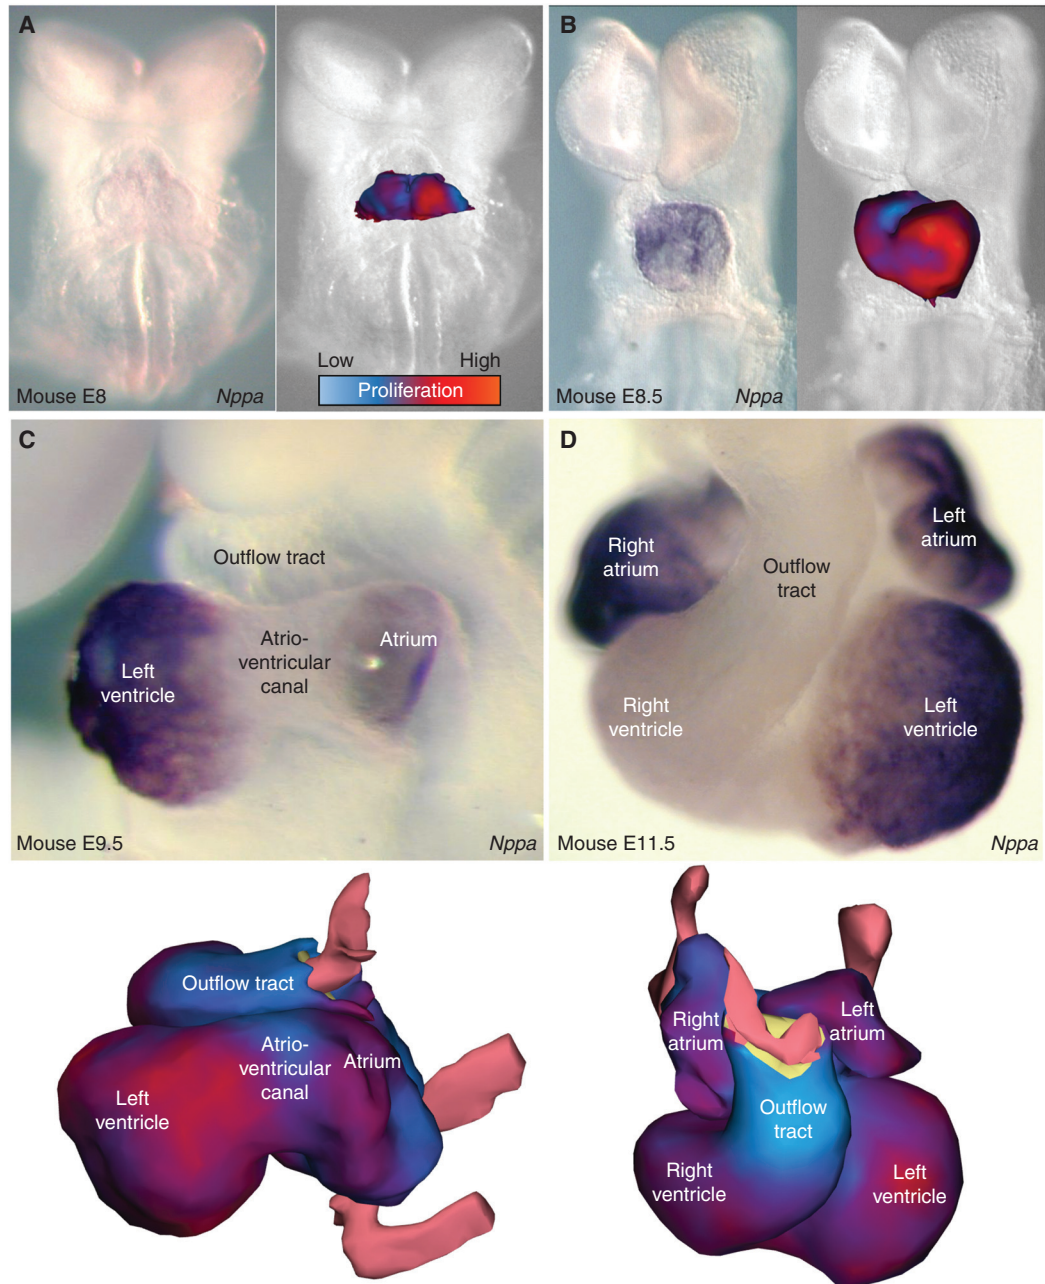 A
Low High
Proliferation
Mouse E8 Nppa
B
Mouse E8.5 Nppa
C
Outflow tract
Atrio-
ventricular
canal
Atrium
Left
ventricle
Mouse E9.5 Nppa
D
Right
atrium
Left
atrium
Outflow
tract
Right
ventricle
Left
ventricle
Mouse E11.5 Nppa
Outflow tract
Atrio-
ventricular
canal
Atrium
Left
ventricle
Right
atrium
Left
atrium
Outflow
tract
Right
ventricle
Left
ventricle